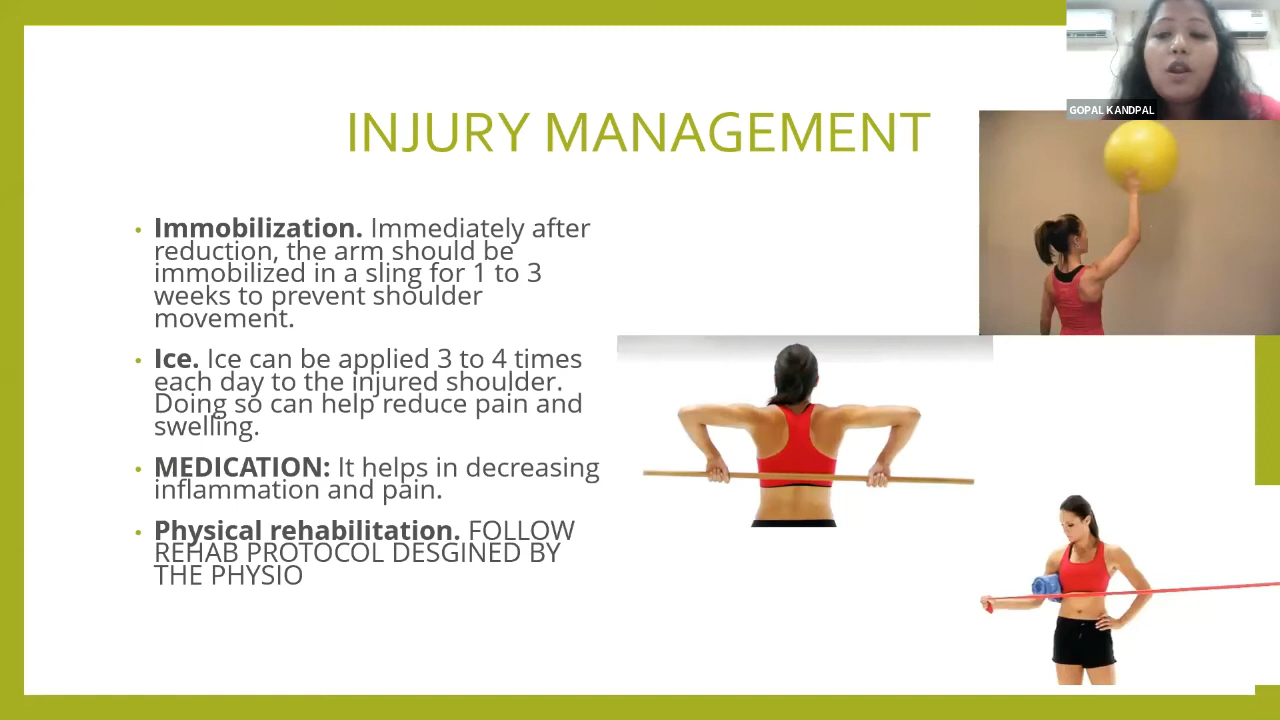 GOPAL KANDPAL
INJURY MANAGEMENT
• Immobilization. Immediately after
reduction, the arm should be
immobilized in a sling for 1 to 3
weeks to prevent shoulder
movement.
• Ice. Ice can be applied 3 to 4 times
each day to the injured shoulder.
Doing so can help reduce pain and
swelling.
• MEDICATION: It helps in decreasing
inflammation and pain.
• Physical rehabilitation. FOLLOW
REHAB PROTOCOL DESGINED BY
THE PHYSIO